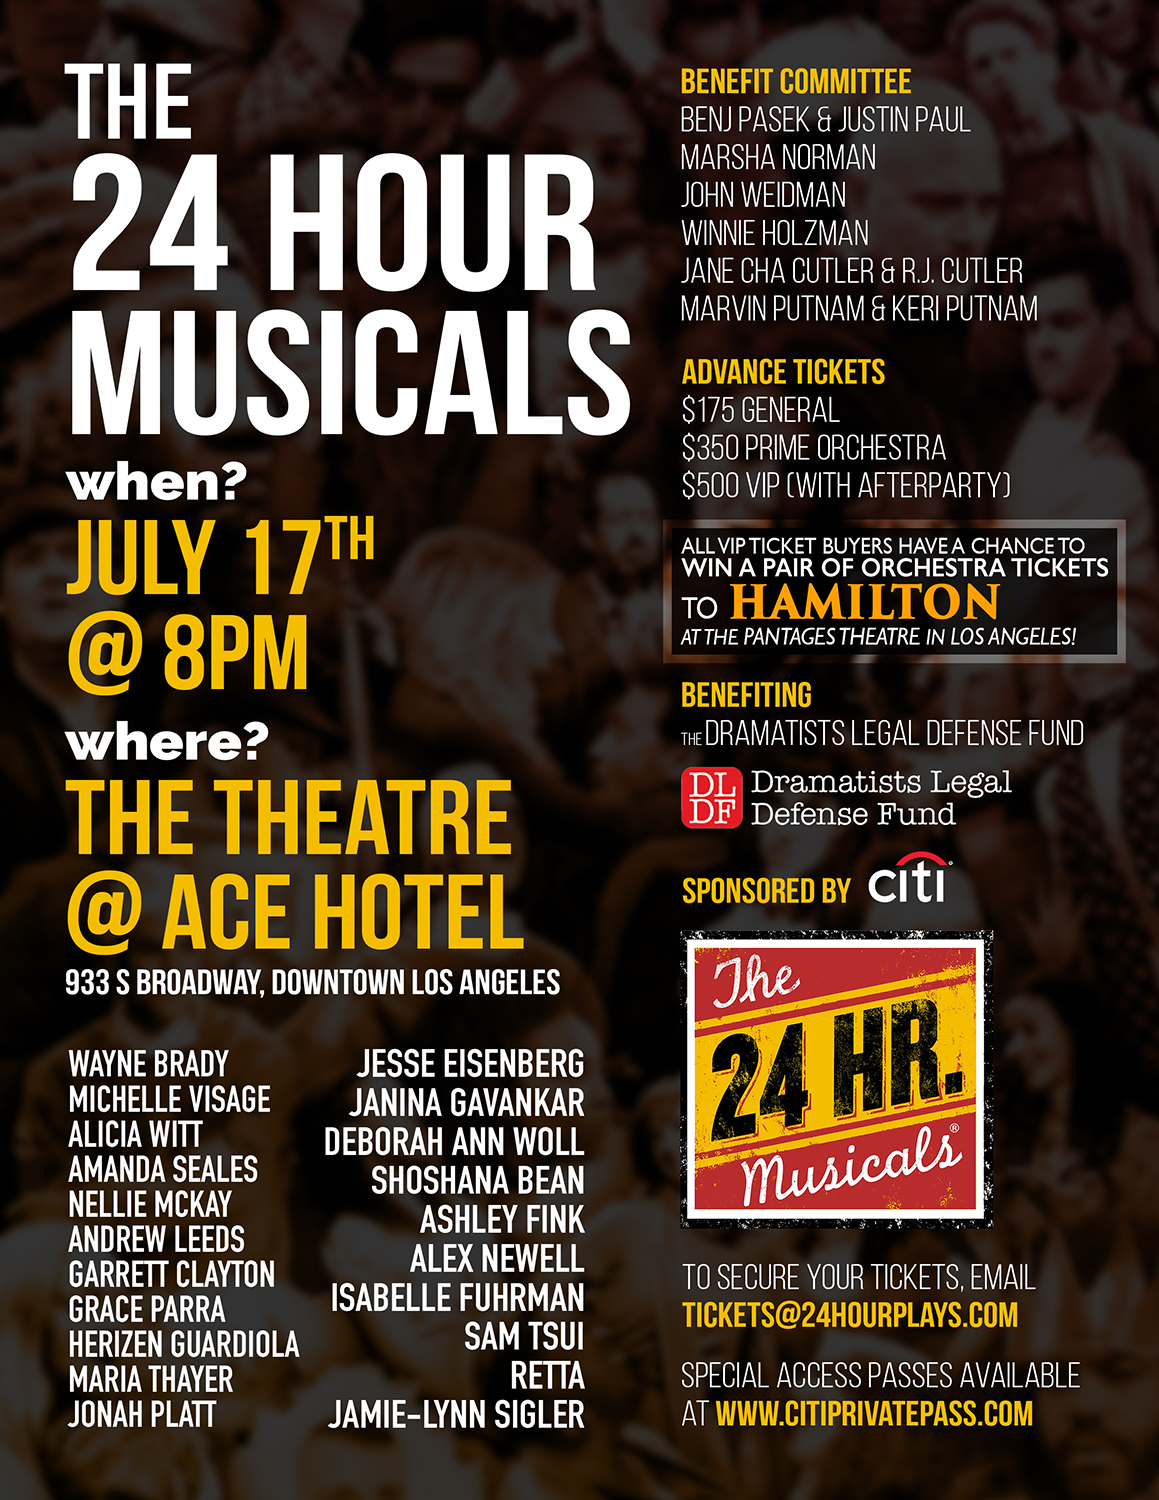 THE
24 HOUR
MUSICALS
when?
JULY 17TH
@ 8PM
where?
THE THEATRE
@ ACE HOTEL
933 S BROADWAY, DOWNTOWN LOS ANGELES
WAYNE BRADY
MICHELLE VISAGE
ALICIA WITT
AMANDA SEALES
NELLIE MCKAY
ANDREW LEEDS
GARRETT CLAYTON
GRACE PARRA
HERIZEN GUARDIOLA
MARIA THAYER
JONAH PLATT
JESSE EISENBERG
JANINA GAVANKAR
DEBORAH ANN WOLL
SHOSHANA BEAN
ASHLEY FINK
ALEX NEWELL
ISABELLE FUHRMAN
SAM TSUI
RETTA
JAMIE-LYNN SIGLER
BENEFIT COMMITTEE
BENJ PASEK & JUSTIN PAUL
MARSHA NORMAN
JOHN WEIDMAN
WINNIE HOLZMAN
JANE CHA CUTLER & R.J. CUTLER
MARVIN PUTNAM & KERI PUTNAM
ADVANCE TICKETS
$175 GENERAL
$350 PRIME ORCHESTRA
$500 VIP (WITH AFTERPARTY)
ALL VIP TICKET BUYERS HAVE A CHANCE TO
WIN A PAIR OF ORCHESTRA TICKETS
TO HAMILTON
AT THE PANTAGES THEATRE IN LOS ANGELES!
BENEFITING
THE DRAMATISTS LEGAL DEFENSE FUND
DL
DF
Dramatists Legal
Defense Fund
SPONSORED BY citi®
The
24 HR.
Musicals®
TO SECURE YOUR TICKETS, EMAIL
TICKETS@24HOURPLAYS.COM
SPECIAL ACCESS PASSES AVAILABLE
AT WWW.CITIPRIVATEPASS.COM